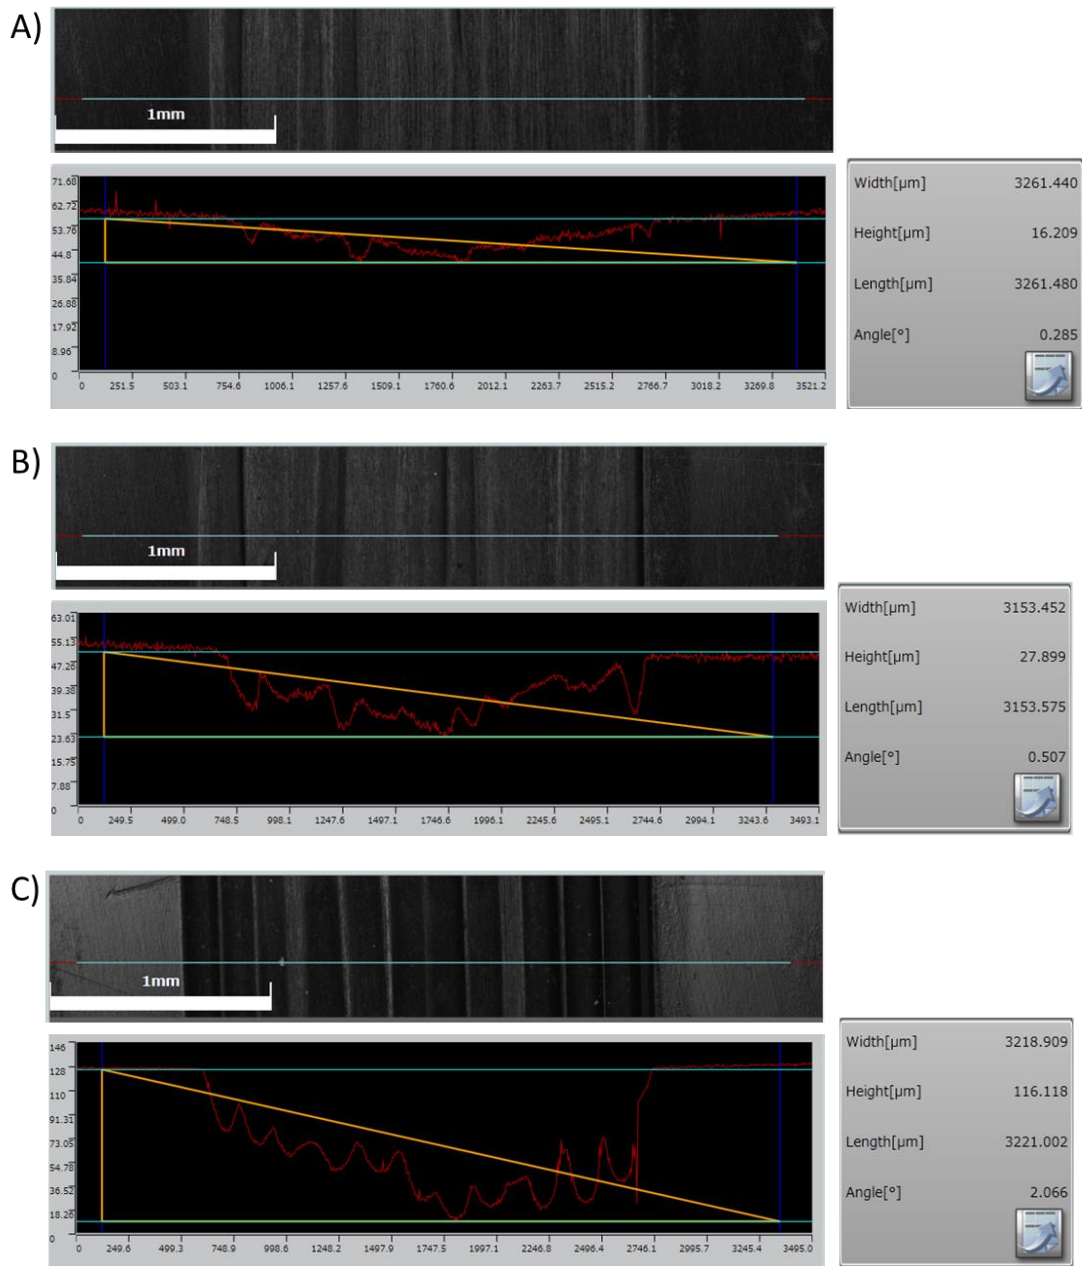 A)
1mm
71.68
62.72
53.76
44.8
35.84
26.88
17.92
8.96
0
0 251.5 503.1 754.6 1006.1 1257.6 1509.1 1760.6 2012.1 2263.7 2515.2 2766.7 3018.2 3269.8 3521.2
Width[µm] 3261.440
Height[µm] 16.209
Length[µm] 3261.480
Angle[°] 0.285
B)
1mm
63.01
55.13
47.26
39.38
31.5
23.63
15.75
7.88
0
0 249.5 499.0 748.5 998.1 1247.6 1497.1 1746.6 1996.1 2245.6 2495.1 2744.6 2994.1 3243.6 3493.1
Width[µm] 3153.452
Height[µm] 27.899
Length[µm] 3153.575
Angle[°] 0.507
C)
1mm
146
128
110
91.31
73.05
54.78
36.52
18.26
0
0 249.6 499.3 748.9 998.6 1248.2 1497.9 1747.5 1997.1 2246.8 2496.4 2746.1 2995.7 3245.4 3495.0
Width[µm] 3218.909
Height[µm] 116.118
Length[µm] 3221.002
Angle[°] 2.066